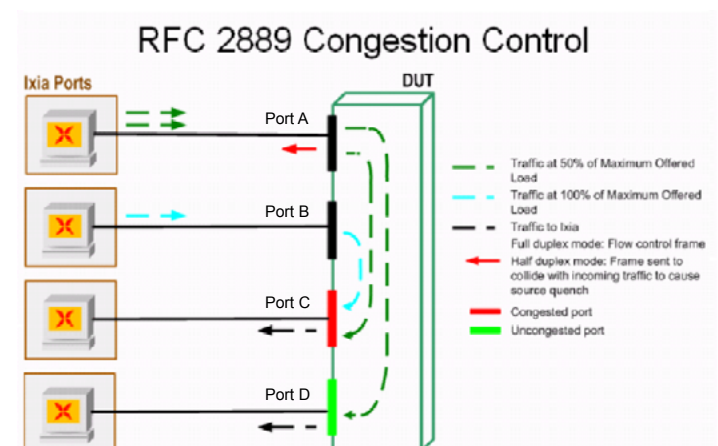 RFC 2889 Congestion Control
Ixia Ports
DUT
Port A
Port B
Port C
Port D
Traffic at 50% of Maximum Offered
Load
Traffic at 100% of Maximum Offered
Load
Traffic to Ixia
Full duplex mode: Flow control frame
Half duplex mode: Frame sent to
collide with incoming traffic to cause
source quench
Congested port
Uncongested port